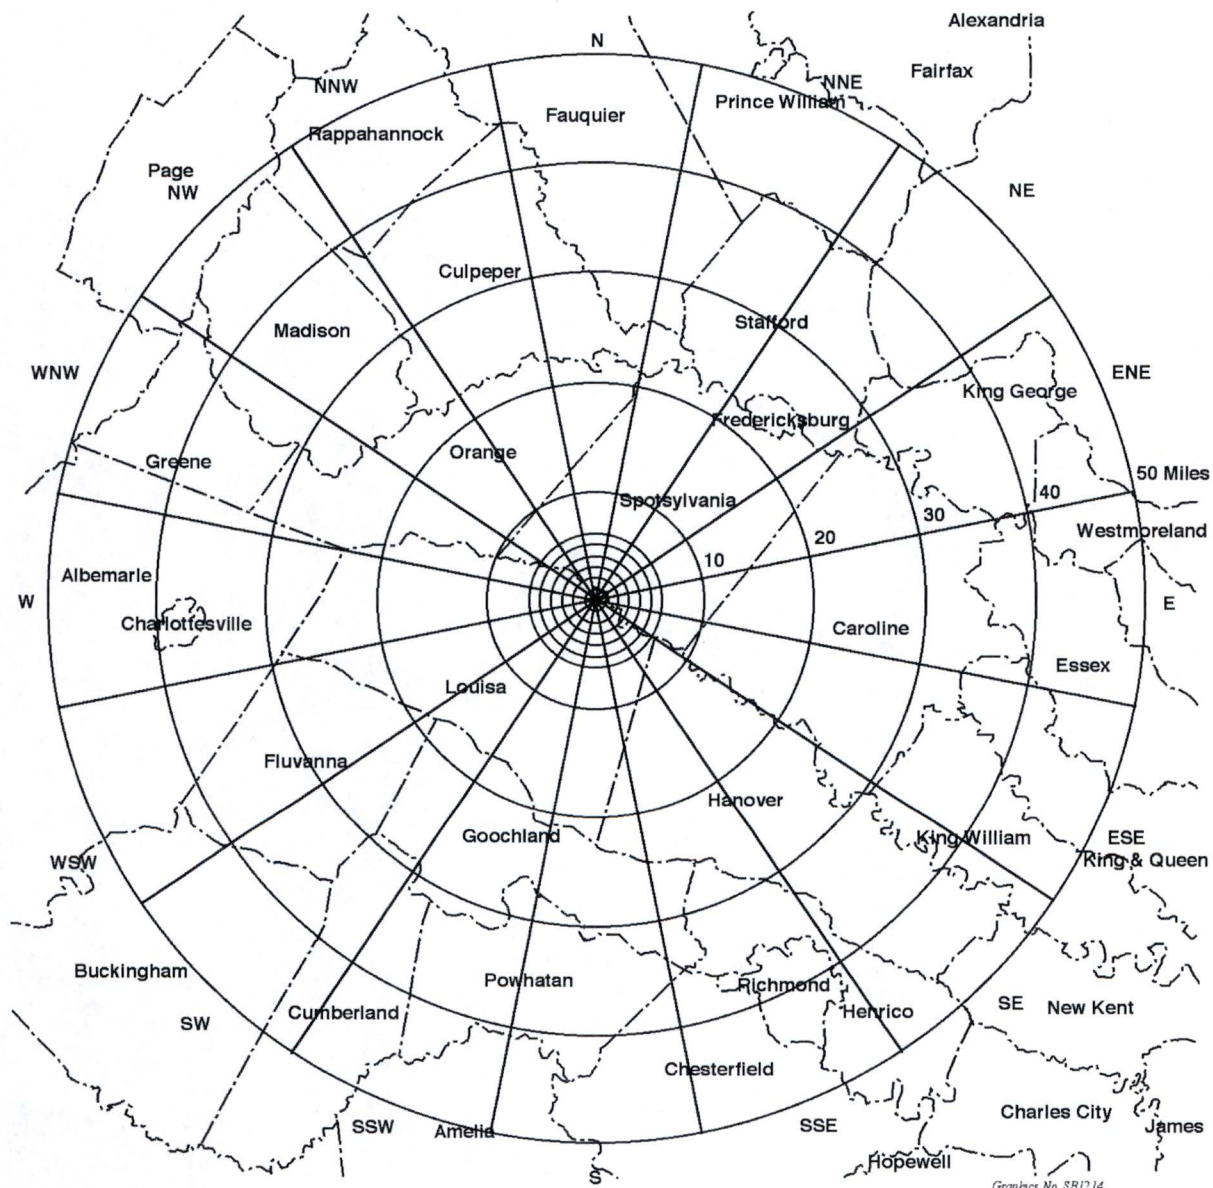 Alexandria
N
Fairfax
NNE
NNW
Prince William
Fauquier
Rappahannock
Page
NW
NE
Culpeper
Madison
Stafford
WNW
ENE
King George
Fredericksburg
Orange
Greene
50 Miles
40
Spotsylvania
30
Westmoreland
20
10
Albemarle
W
E
Charlottesville
Caroline
Essex
Louisa
Fluvanna
Hanover
Goochland
King William
ESE
WSW
King & Queen
Buckingham
Powhatan
Richmond
SE
New Kent
Cumberland
Henrico
SW
Chesterfield
Charles City
SSW
Amelia
SSE
James
Hopewell
S
Graphics No. SB1214